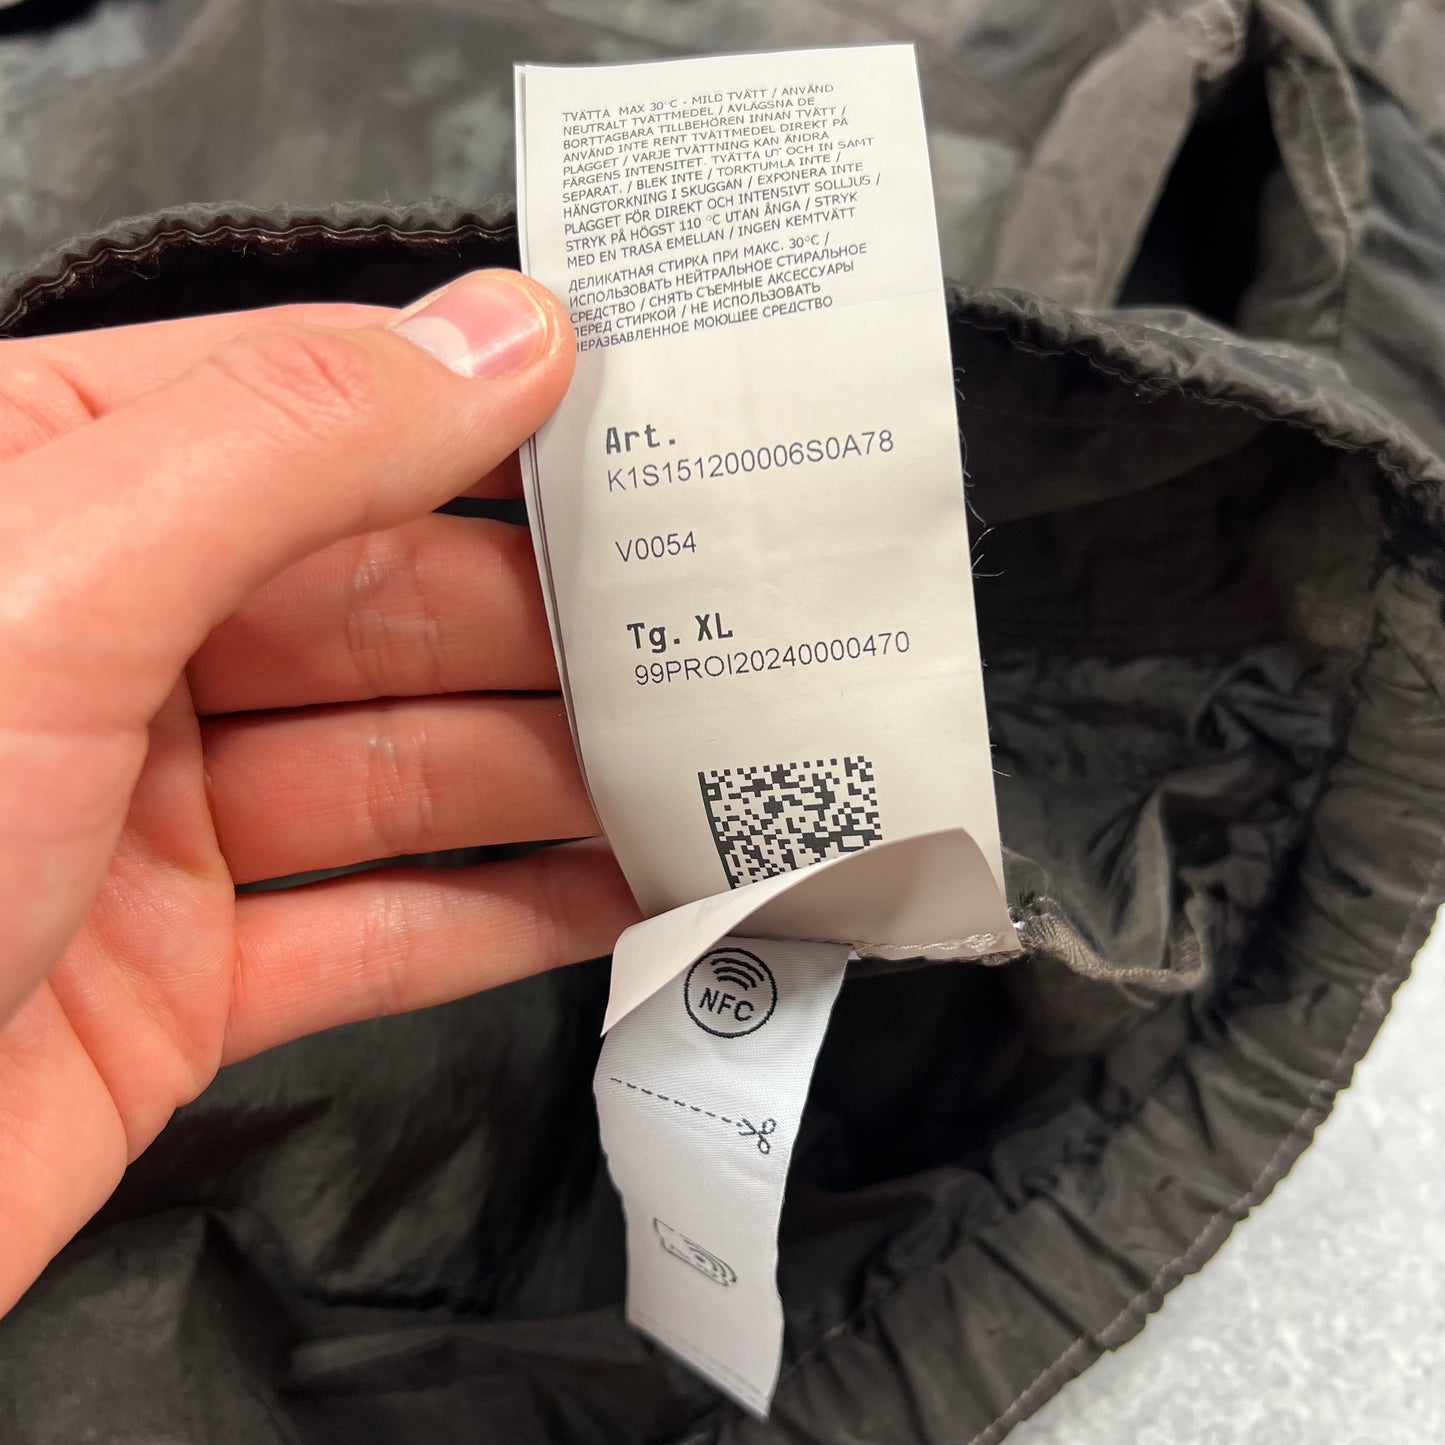 TVÄTTA MAX 30°C - MILD TVÄTT / ANVÄND
NEUTRALT TVÄTTMEDEL / AVLÄGSNA DE
BORTTAGBARA TILLBEHÖREN INNAN TVÄTT /
ANVÄND INTE RENT TVÄTTMEDEL DIREKT PÅ
PLAGGET / VARJE TVÄTTNING KAN ÄNDRA
FÄRGENS INTENSITET. TVÄTTA UT OCH IN SAMT
SEPARAT. / BLEK INTE / TORKTUMLA INTE /
HÄNGTORKNING I SKUGGAN / EXPONERA INTE
PLAGGET FÖR DIREKT OCH INTENSIVT SOLLJUS /
STRYK PÅ HÖGST 110 °C UTAN ÅNGA / STRYK
MED EN TRASA EMELLAN / INGEN KEMTVÄTT
ДЕЛИКАТНАЯ СТИРКА ПРИ МАКС. 30°C /
ИСПОЛЬЗОВАТЬ НЕЙТРАЛЬНОЕ СТИРАЛЬНОЕ
СРЕДСТВО / СНЯТЬ СЪЕМНЫЕ АКСЕССУАРЫ
ПЕРЕД СТИРКОЙ / НЕ ИСПОЛЬЗОВАТЬ
НЕРАЗБАВЛЕННОЕ МОЮЩЕЕ СРЕДСТВО
Art.
K1S151200006S0A78
V0054
Tg. XL
99PROI20240000470
NFC